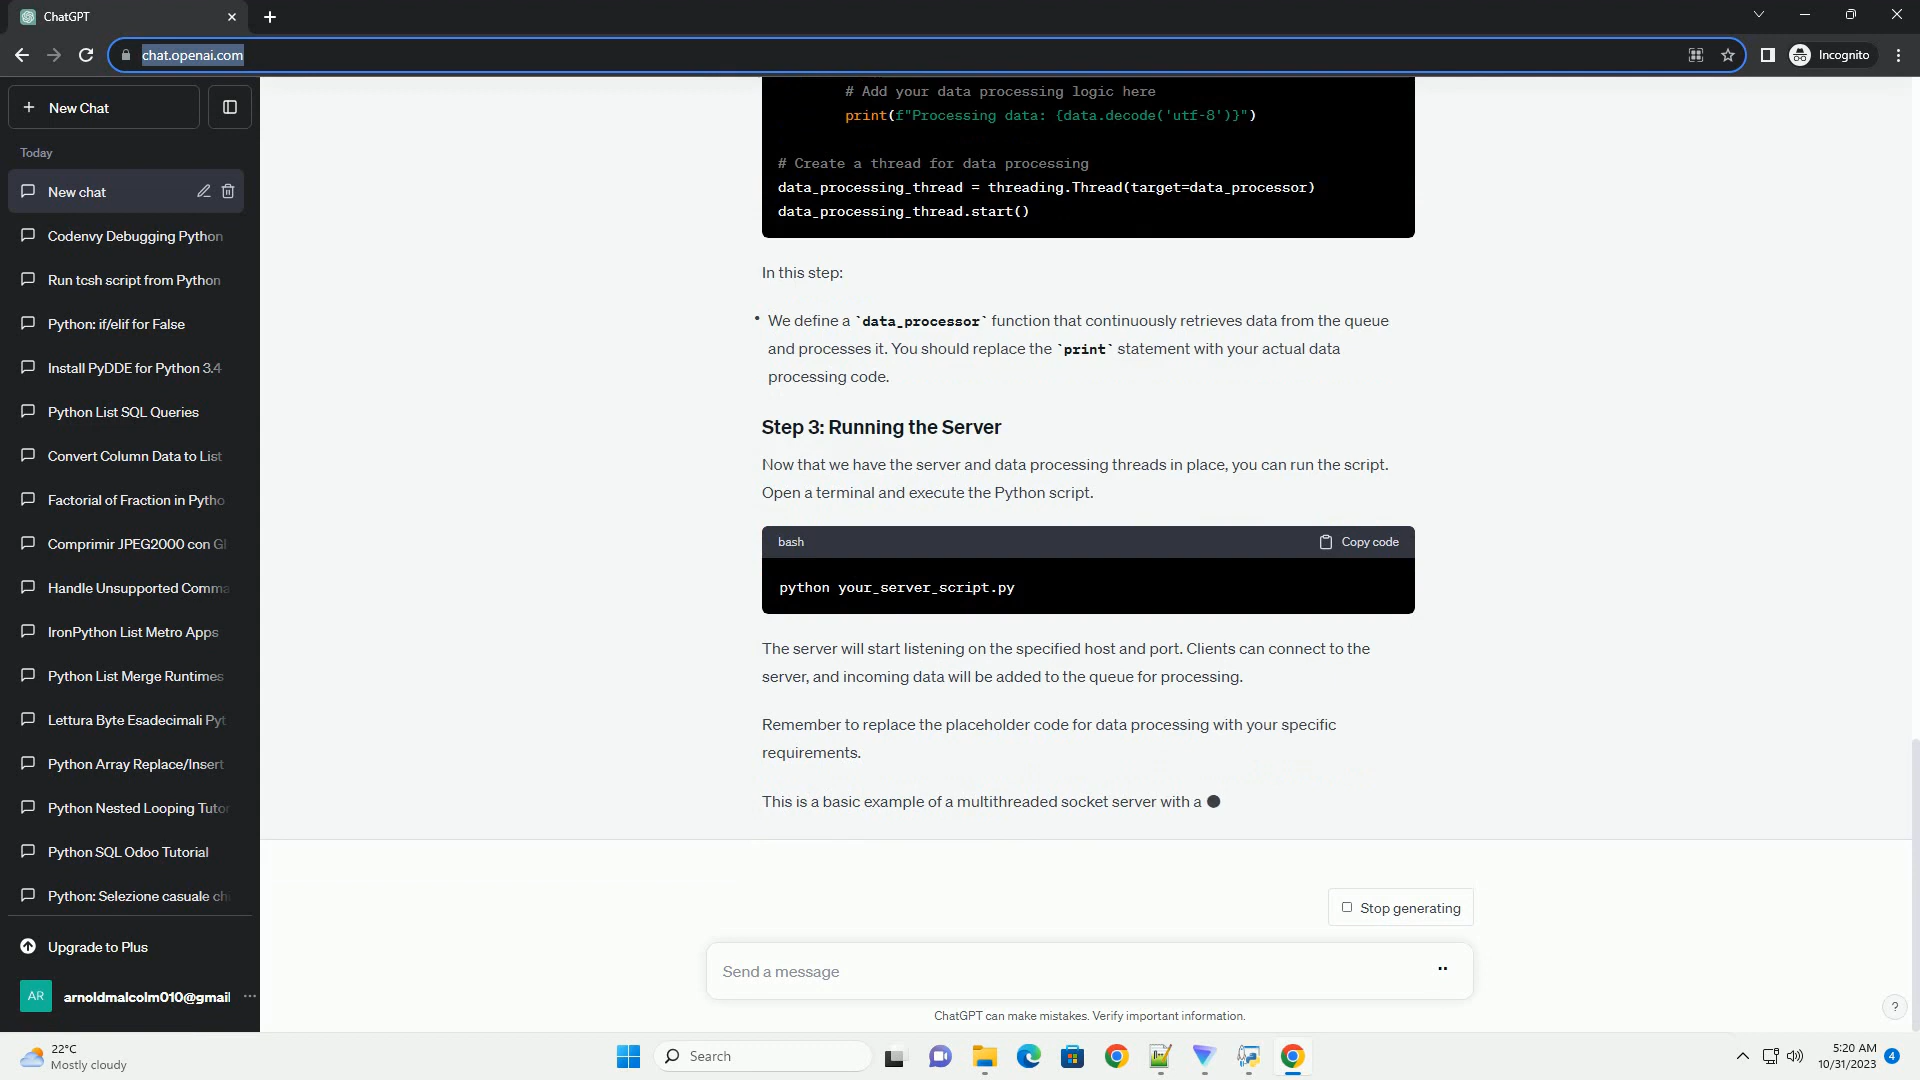 ChatGPT
chat.openai.com
Incognito
New Chat
Today
New chat
Codenvy Debugging Python
Run tcsh script from Python
Python: if/elif for False
Install PyDDE for Python 3.4
Python List SQL Queries
Convert Column Data to List
Factorial of Fraction in Pytho
Comprimir JPEG2000 con Gl
Handle Unsupported Comma
IronPython List Metro Apps
Python List Merge Runtimes
Lettura Byte Esadecimali Pyt
Python Array Replace/Insert
Python Nested Looping Tutor
Python SQL Odoo Tutorial
Python: Selezione casuale ch
Upgrade to Plus
AR arnoldmalcolm010@gmail
# Add your data processing logic here
print(f"Processing data: {data.decode('utf-8')}")
# Create a thread for data processing
data_processing_thread = threading.Thread(target=data_processor)
data_processing_thread.start()
In this step:
• We define a `data_processor` function that continuously retrieves data from the queue
and processes it. You should replace the `print` statement with your actual data
processing code.
Step 3: Running the Server
Now that we have the server and data processing threads in place, you can run the script.
Open a terminal and execute the Python script.
bash Copy code
python your_server_script.py
The server will start listening on the specified host and port. Clients can connect to the
server, and incoming data will be added to the queue for processing.
Remember to replace the placeholder code for data processing with your specific
requirements.
This is a basic example of a multithreaded socket server with a
Stop generating
Send a message
ChatGPT can make mistakes. Verify important information.
?
22°C
Mostly cloudy
Search
5:20 AM
10/31/2023
4